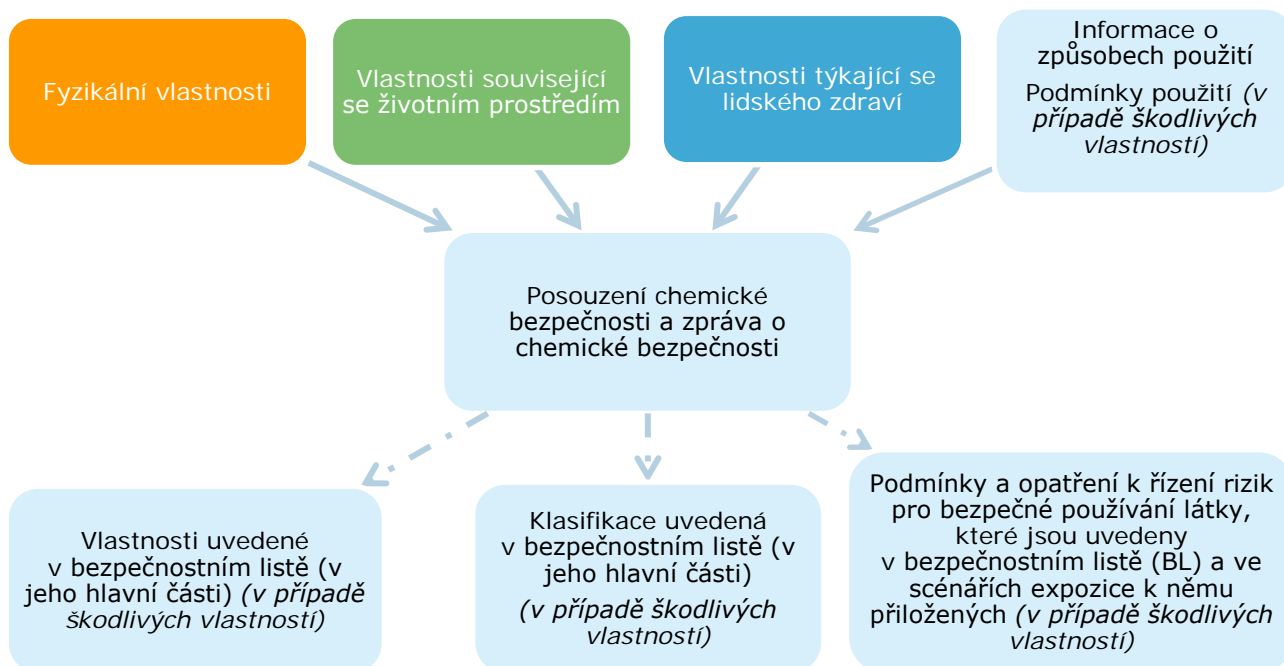 Fyzikální vlastnosti
Vlastnosti související
se životním prostředím
Vlastnosti týkající se
lidského zdraví
Informace o
způsobech použití
Podmínky použití (v
případě škodlivých
vlastností)
Posouzení chemické
bezpečnosti a zpráva o
chemické bezpečnosti
Vlastnosti uvedené
v bezpečnostním listě (v
jeho hlavní části) (v případě
škodlivých vlastností)
Klasifikace uvedená
v bezpečnostním listě (v
jeho hlavní části)
(v případě škodlivých
vlastností)
Podmínky a opatření k řízení rizik
pro bezpečné používání látky,
které jsou uvedeny
v bezpečnostním listě (BL) a ve
scénářích expozice k němu
přiložených (v případě škodlivých
vlastností)